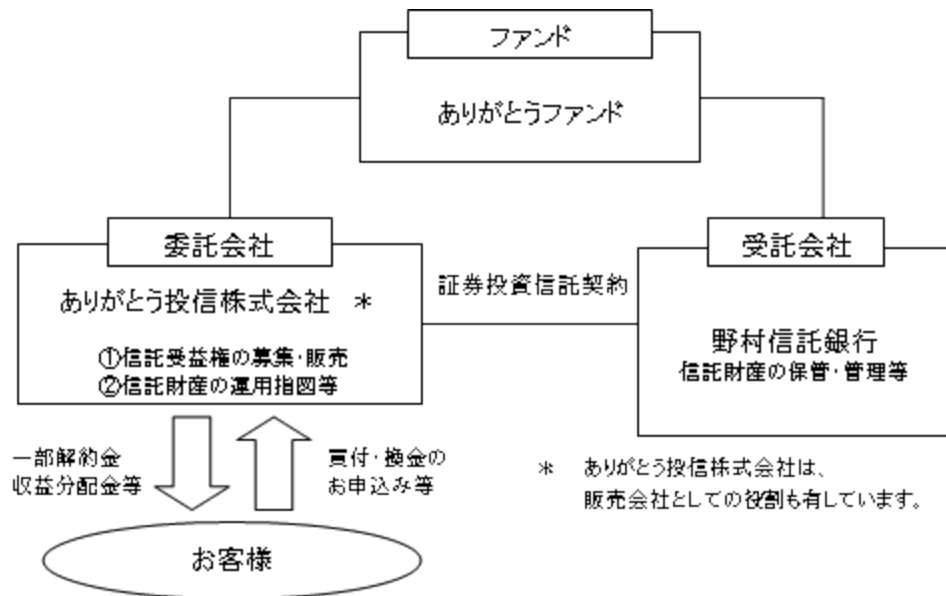 ファンド
ありがとうファンド
委託会社
ありがとう投信株式会社 *
①信託受益権の募集・販売
②信託財産の運用指図等
証券投資信託契約
受託会社
野村信託銀行
信託財産の保管・管理等
一部解約金
収益分配金等
買付・換金の
お申込み等
* ありがとう投信株式会社は、
販売会社としての役割も有しています。
お客様